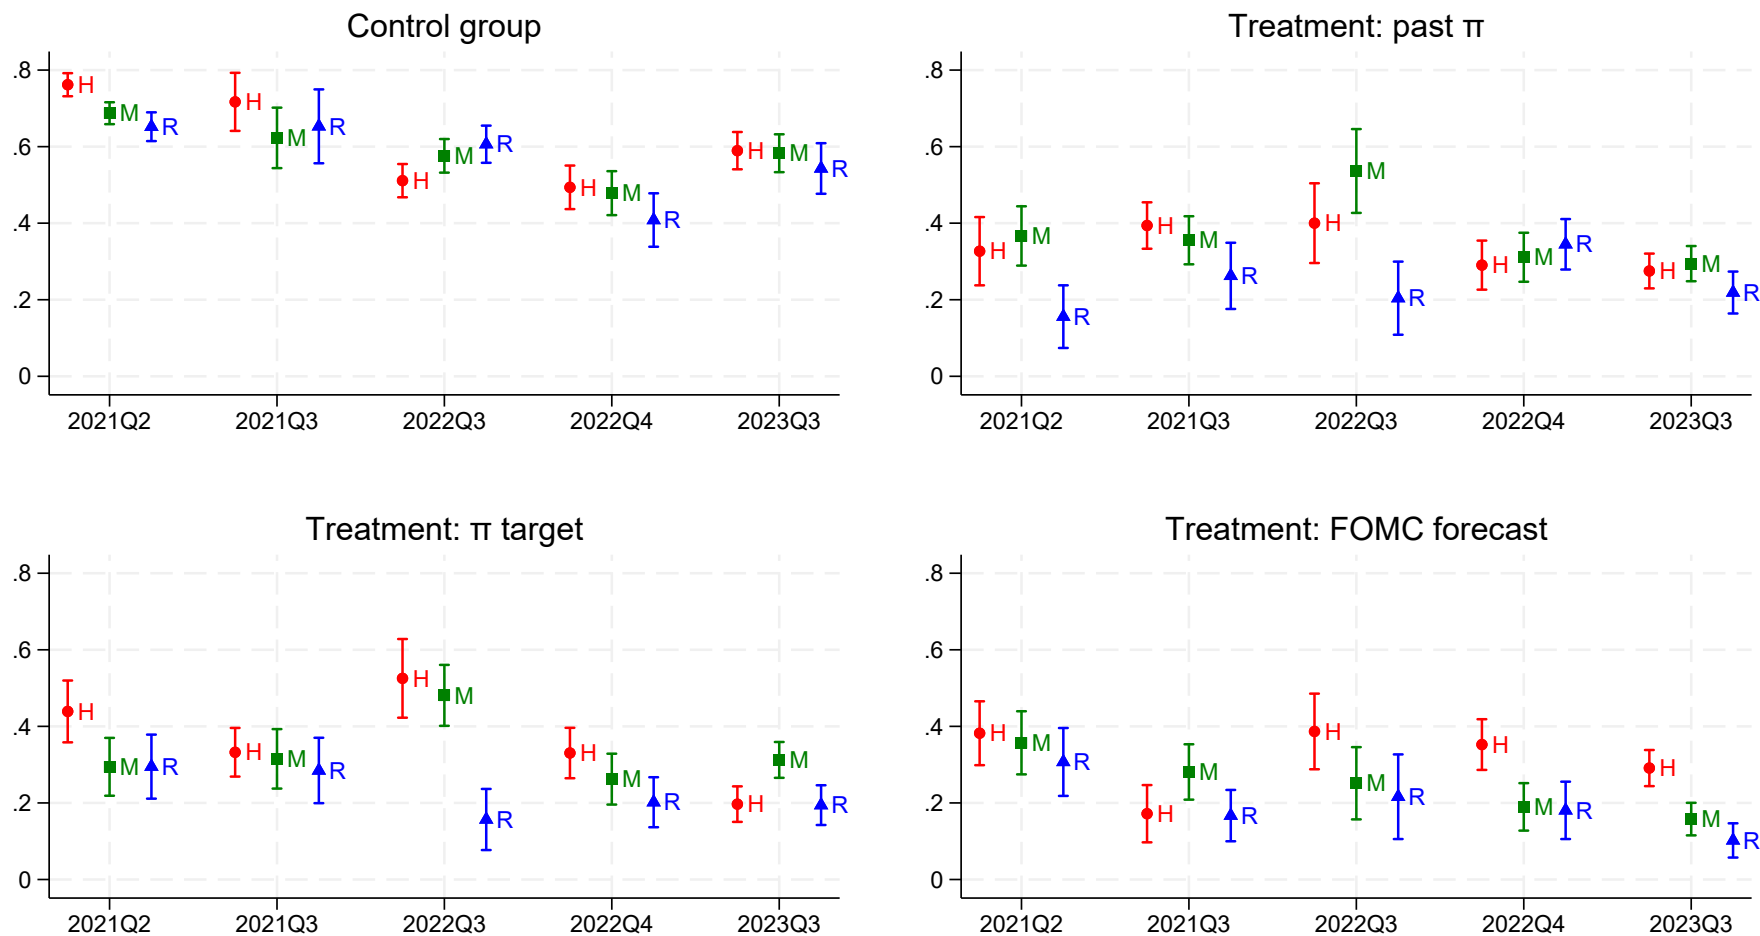 Control group
.8
.6
.4
.2
0
H
M
R
H
M
R
H
M
R
H
M
R
H
M
R
2021Q2
2021Q3
2022Q3
2022Q4
2023Q3
Treatment: past π
.8
.6
.4
.2
0
H
M
R
H
M
R
H
M
R
H
M
R
H
M
R
2021Q2
2021Q3
2022Q3
2022Q4
2023Q3
Treatment: π target
.8
.6
.4
.2
0
H
M
R
H
M
R
H
M
R
H
M
R
H
M
R
2021Q2
2021Q3
2022Q3
2022Q4
2023Q3
Treatment: FOMC forecast
.8
.6
.4
.2
0
H
M
R
H
M
R
H
M
R
H
M
R
H
M
R
2021Q2
2021Q3
2022Q3
2022Q4
2023Q3